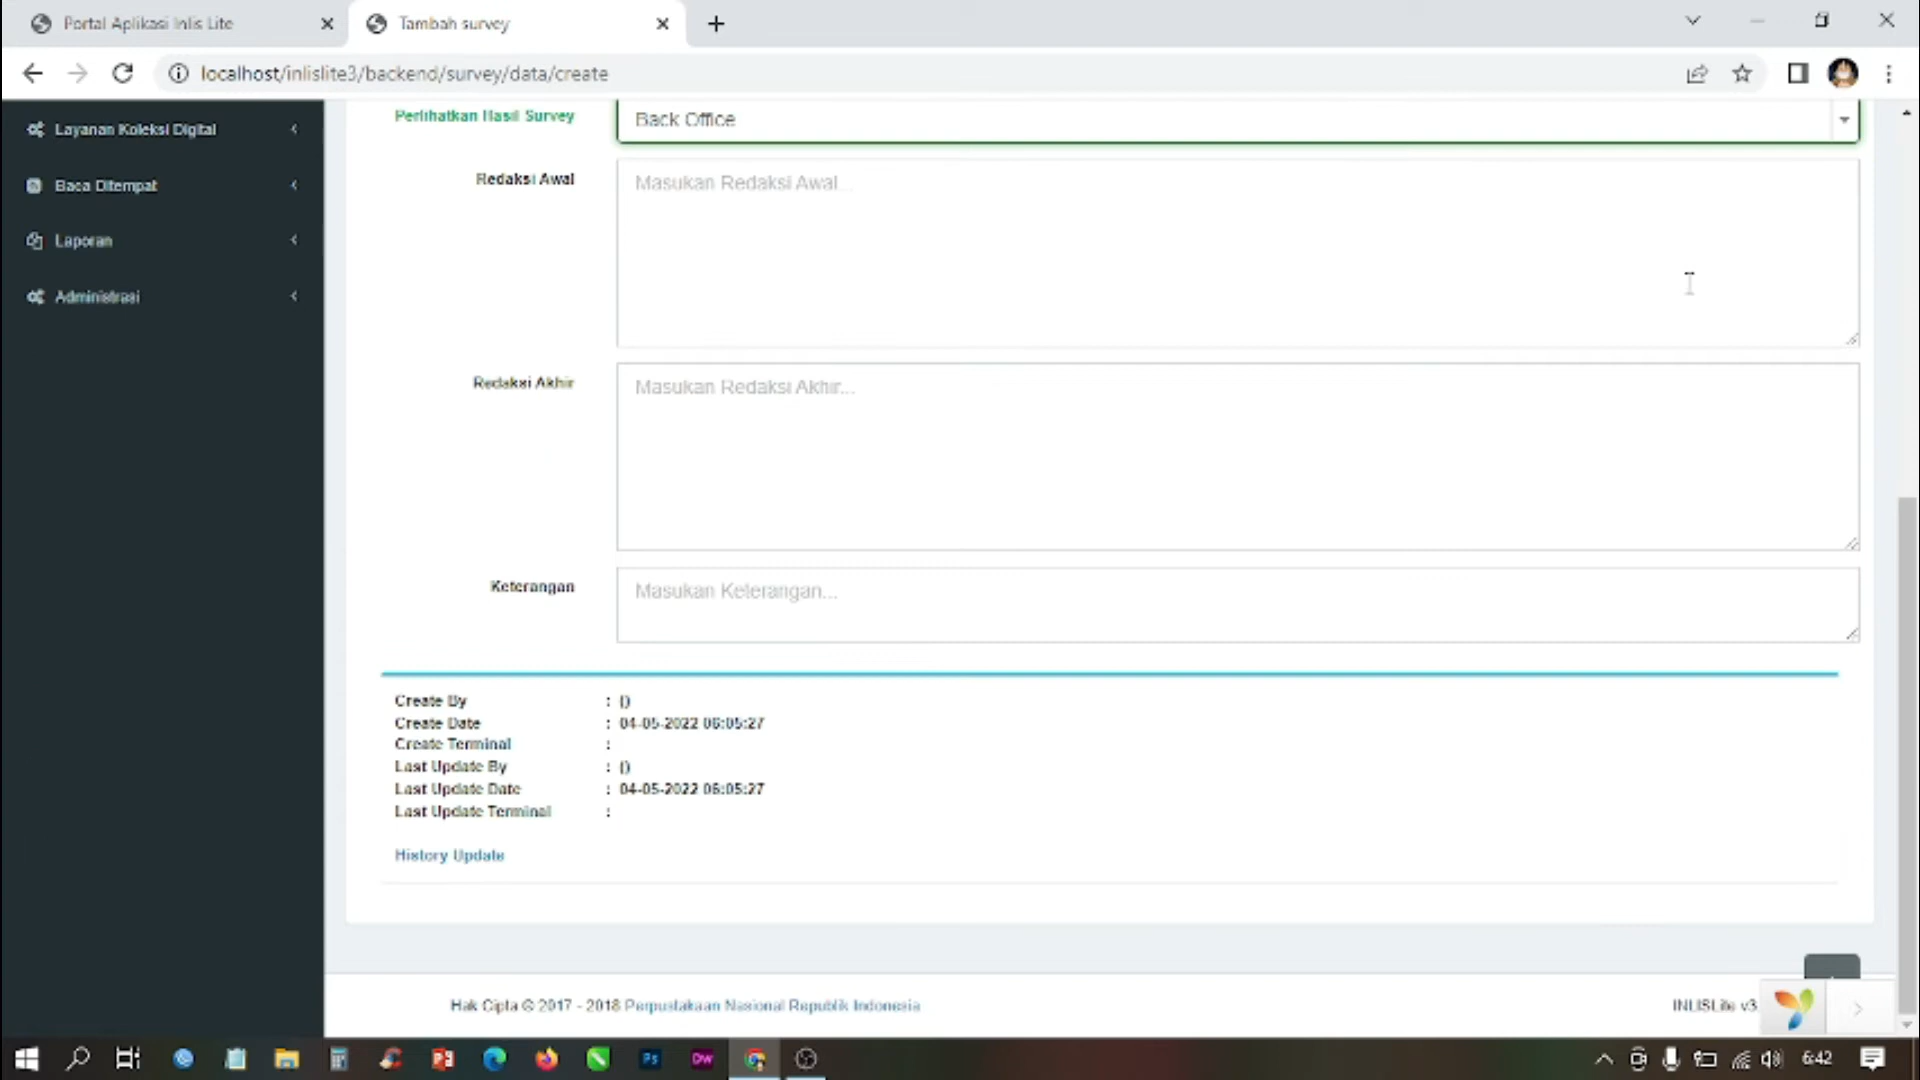 Portal Aplikasi Inlis Lite
Tambah survey
localhost/inlislite3/backend/survey/data/create
Layanan Koleksi Digital
Baca Ditempat
Laporan
Administrasi
Perlihatkan Hasil Survey
Back Office
Redaksi Awal
Masukan Redaksi Awal...
Redaksi Akhir
Masukan Redaksi Akhir...
Keterangan
Masukan Keterangan...
Create By : ()
Create Date : 04-05-2022 06:05:27
Create Terminal :
Last Update By : ()
Last Update Date : 04-05-2022 06:05:27
Last Update Terminal :
History Update
Hak Cipta © 2017 - 2018 Perpustakaan Nasional Republik Indonesia
INLISLite v3
Ps
Dw
6:42